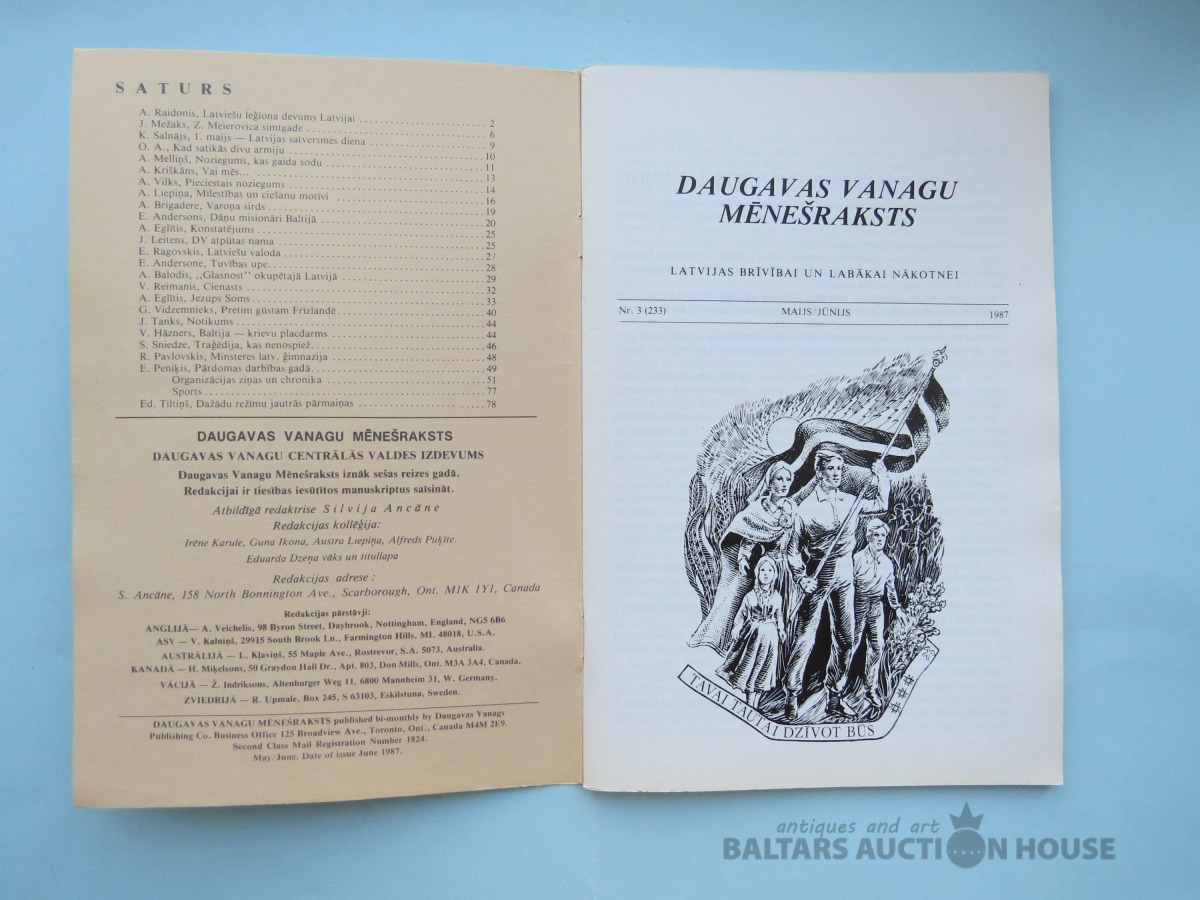 SATURS
A. Raidonis, Latviešu leģiona devums Latvijai ........ 2
J. Mežaks, Z. Meierovica simtgade ........ 6
K. Salnājs, 1. maijs — Latvijas satversmes diena ........ 9
O. A., Kad satikās divu armiju ........ 10
A. Melliņš, Noziegums, kas gaida sodu ........ 11
A. Kriškāns, Vai mēs... ........ 13
A. Vilks, Pieciestais noziegums ........ 14
A. Liepiņa, Mīlestības un ciešanu motīvi ........ 16
A. Brigadere, Varoņa sirds ........ 19
E. Andersons, Dāņu misionāri Baltijā ........ 20
A. Eglītis, Konstatējums ........ 25
J. Leitens, DV atpūtas nama ........ 25
E. Ragovskis, Latviešu valoda ........ 2/
E. Andersone, Tuvības upe ........ 28
A. Balodis, ,,Glasnost" okupētajā Latvijā ........ 29
V. Reimanis, Cienasts ........ 32
A. Eglītis, Jezups Soms ........ 33
G. Vidzemnieks, Pretim gūstam Frīzlandē ........ 40
J. Tanks, Notikums ........ 44
V. Hāzners, Baltija — krievu placdarms ........ 44
S. Sniedze, Traģēdija, kas nenospiež ........ 46
R. Pavlovskis, Minsteres latv. ģimnazija ........ 48
E. Peniķis, Pārdomas darbības gadā ........ 49
Organizācijas ziņas un chronika ........ 51
Sports ........ 77
Ed. Tiltiņš, Dažādu režīmu jautrās pārmaiņas ........ 78
DAUGAVAS VANAGU MĒNEŠRAKSTS
DAUGAVAS VANAGU CENTRĀLĀS VALDES IZDEVUMS
Daugavas Vanagu Mēnešraksts iznāk sešas reizes gadā.
Redakcijai ir tiesības iesūtītos manuskriptus saīsināt.
Atbildīgā redaktrise Silvija Ancāne
Redakcijas kollēģija:
Irēne Karule, Guna Ikona, Austra Liepiņa, Alfreds Puķīte.
Eduarda Dzeņa vāks un titullapa
Redakcijas adrese :
S. Ancāne, 158 North Bonnington Ave., Scarborough, Ont. M1K 1Y1, Canada
Redakcijas pārstāvji:
ANGLIJĀ— A. Veichelis, 98 Byron Street, Daybrook, Nottingham, England, NG5 6B6
ASV — V. Kalniņš, 29915 South Brook Ln., Farmington Hills, MI. 48018, U.S.A.
AUSTRĀLIJĀ — L. Kļaviņš, 55 Maple Ave., Rostrevor, S.A. 5073, Australia.
KANADĀ — H. Miķelsons, 50 Graydon Hall Dr., Apt. 803, Don Mills, Ont. M3A 3A4, Canada.
VĀCIJĀ — Ž. Indriksons, Altenburger Weg 11, 6800 Mannheim 31, W. Germany.
ZVIEDRIJĀ — R. Upmale, Box 245, S 63103, Eskilstuna, Sweden.
DAUGAVAS VANAGU MĒNEŠRAKSTS published bi-monthly by Daugavas Vanags
Publishing Co. Business Office 125 Broadview Ave., Toronto, Ont., Canada M4M 2E9.
Second Class Mail Registration Number 1824.
May/June. Date of issue June 1987.
DAUGAVAS VANAGU
MĒNEŠRAKSTS
LATVIJAS BRĪVĪBAI UN LABĀKAI NĀKOTNEI
Nr. 3 (233) MAIJS/JŪNIJS 1987
TAVAI TAUTAI DZĪVOT BŪS
antiques and art
BALTARS AUCTION HOUSE